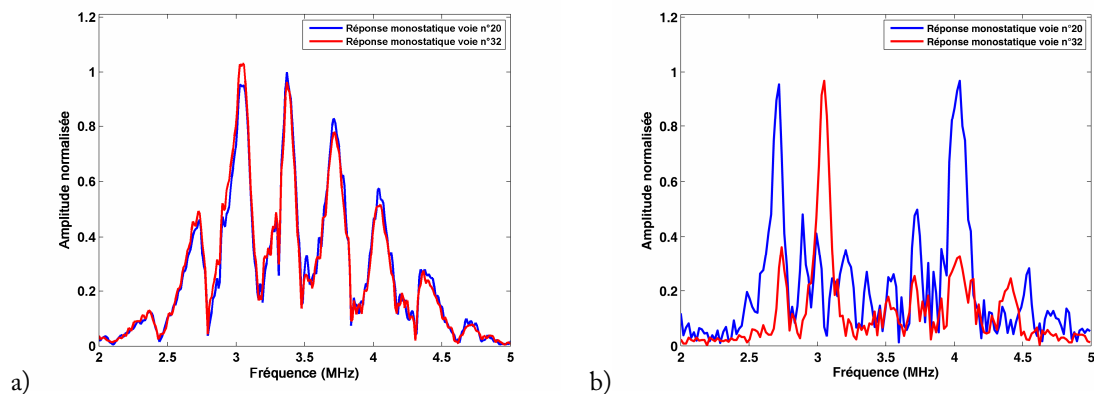 1.2
1
0.8
0.6
0.4
0.2
0
2
2.5
3
3.5
4
4.5
5
Amplitude normalisée
Fréquence (MHz)
Réponse monostatique voie n°20
Réponse monostatique voie n°32
a)
1.2
1
0.8
0.6
0.4
0.2
0
2
2.5
3
3.5
4
4.5
5
Amplitude normalisée
Fréquence (MHz)
Réponse monostatique voie n°20
Réponse monostatique voie n°32
b)